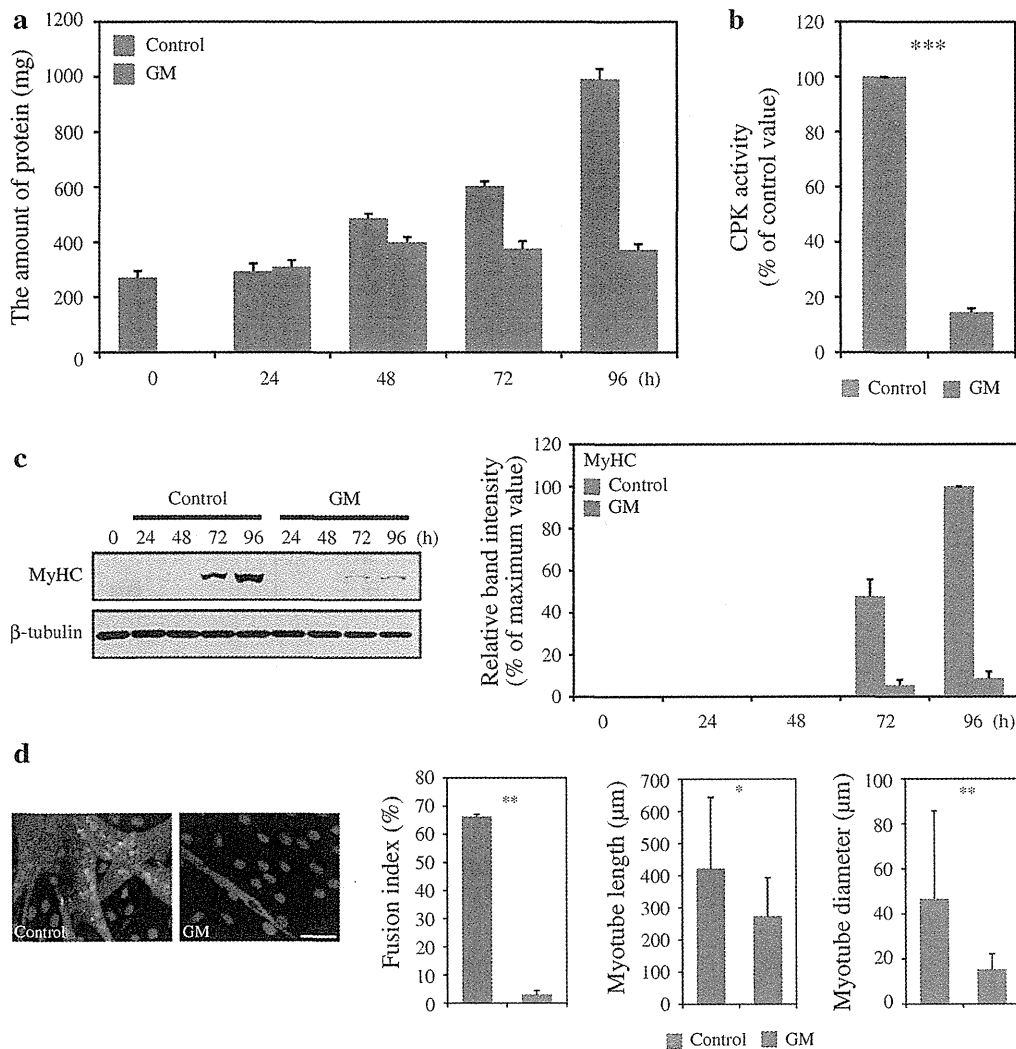 a
The amount of protein (mg)
1200
1000
800
600
400
200
0
Control
GM
0 24 48 72 96 (h)
b
***
CPK activity
(% of control value)
120
100
80
60
40
20
0
Control GM
c
Control GM
0 24 48 72 96 24 48 72 96 (h)
MyHC
β-tubulin
Relative band intensity
(% of maximum value)
120
100
80
60
40
20
0
MyHC
Control
GM
0 24 48 72 96 (h)
d
Control
GM
Fusion index (%)
80
70
60
50
40
30
20
10
0
**
Myotube length (μm)
700
600
500
400
300
200
100
0
*
Myotube diameter (μm)
100
80
60
40
20
0
**
Control GM